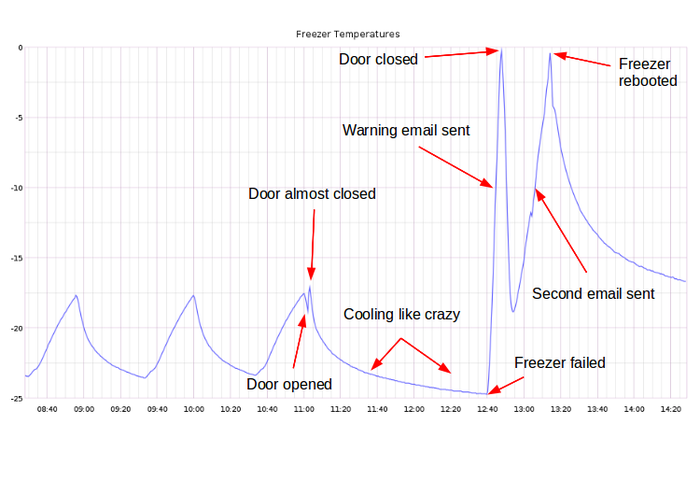 Freezer Temperatures
0
-5
-10
-15
-20
-25
Door closed
Freezer
rebooted
Warning email sent
Door almost closed
Second email sent
Cooling like crazy
Freezer failed
Door opened
08:40 09:00 09:20 09:40 10:00 10:20 10:40 11:00 11:20 11:40 12:00 12:20 12:40 13:00 13:20 13:40 14:00 14:20